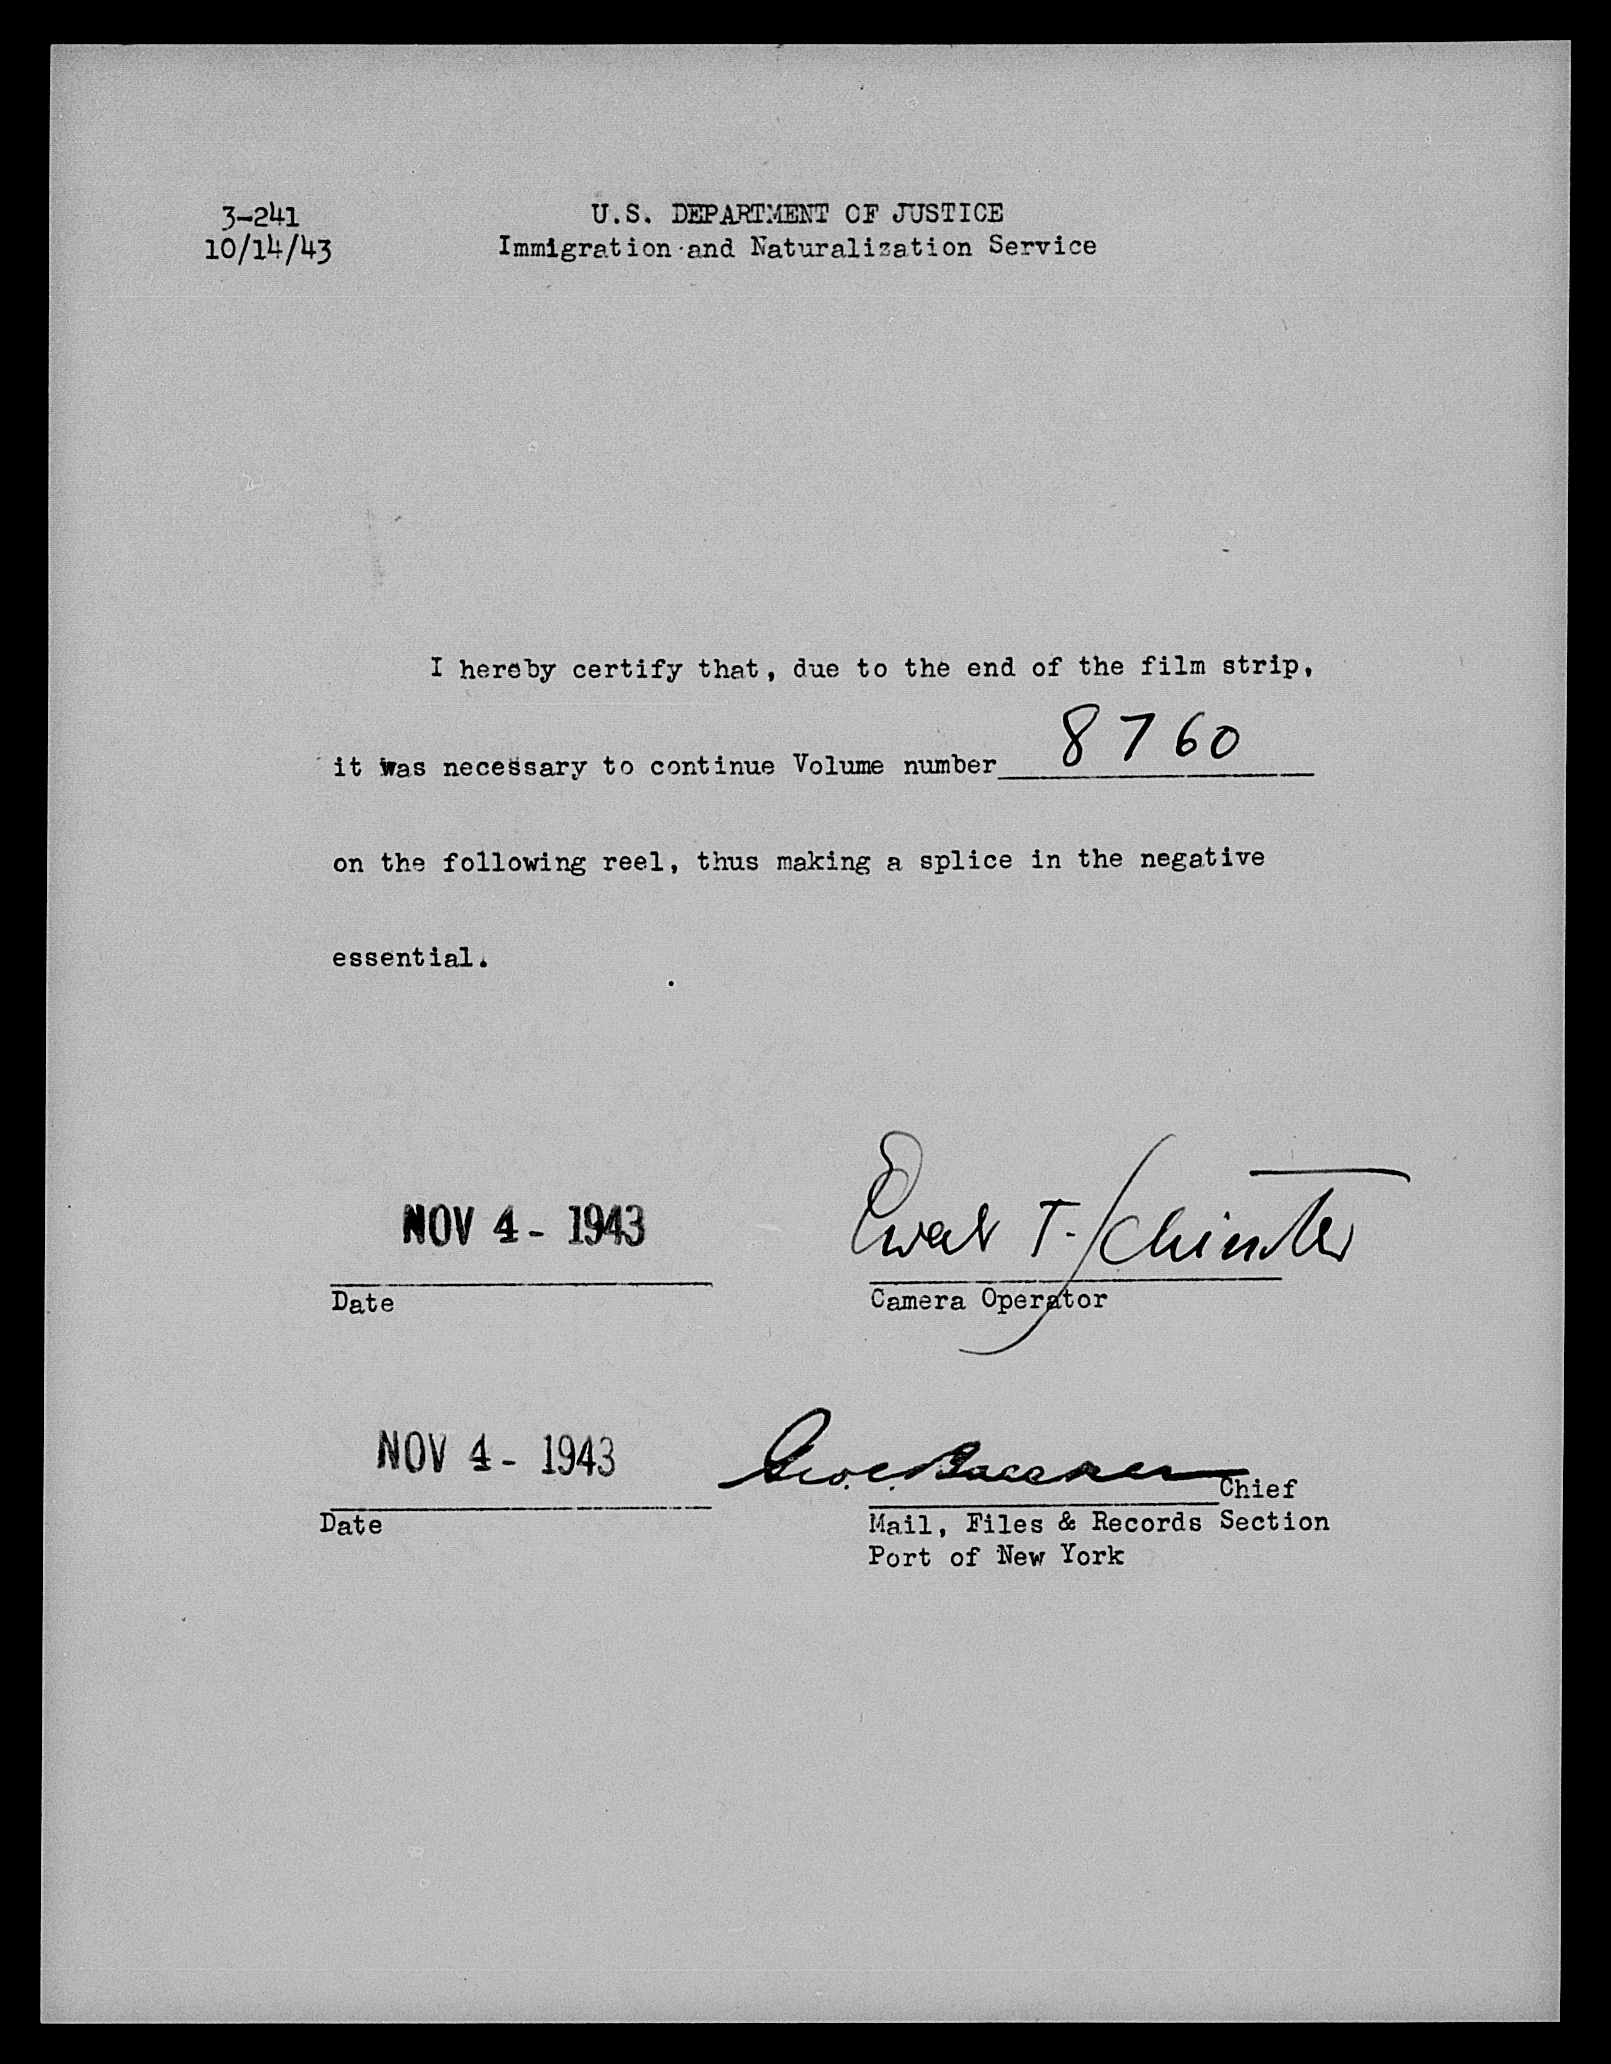 3-241
10/14/43
U.S. DEPARTMENT OF JUSTICE
Immigration and Naturalization Service
I hereby certify that, due to the end of the film strip,
it was necessary to continue Volume number 8760
on the following reel, thus making a splice in the negative
essential.
NOV 4- 1943
Date
T.
Camera Operator
NOV 4- 1943
Date
Geo. C.
Chief
Mail, Files & Records Section
Port of New York